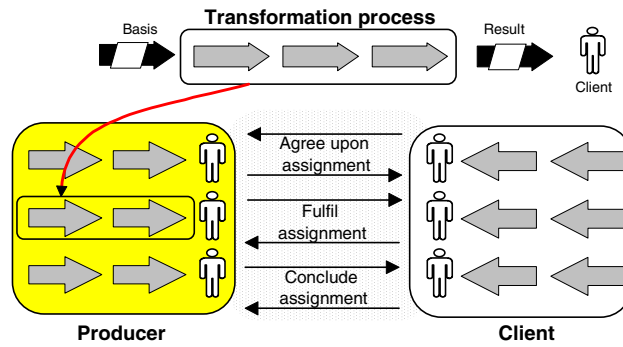 Transformation process
Basis
Result
Client
Agree upon
assignment
Fulfil
assignment
Conclude
assignment
Producer
Client